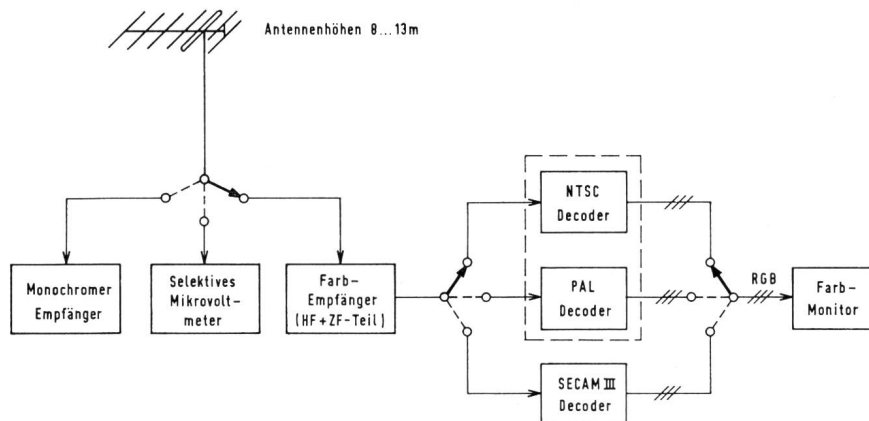 Antennenhöhen 8...13m
NTSC
Decoder
Monochromer
Empfänger
Selektives
Mikrovolt-
meter
Farb-
Empfänger
(HF+ZF-Teil)
PAL
Decoder
RGB
Farb-
Monitor
SECAM III
Decoder